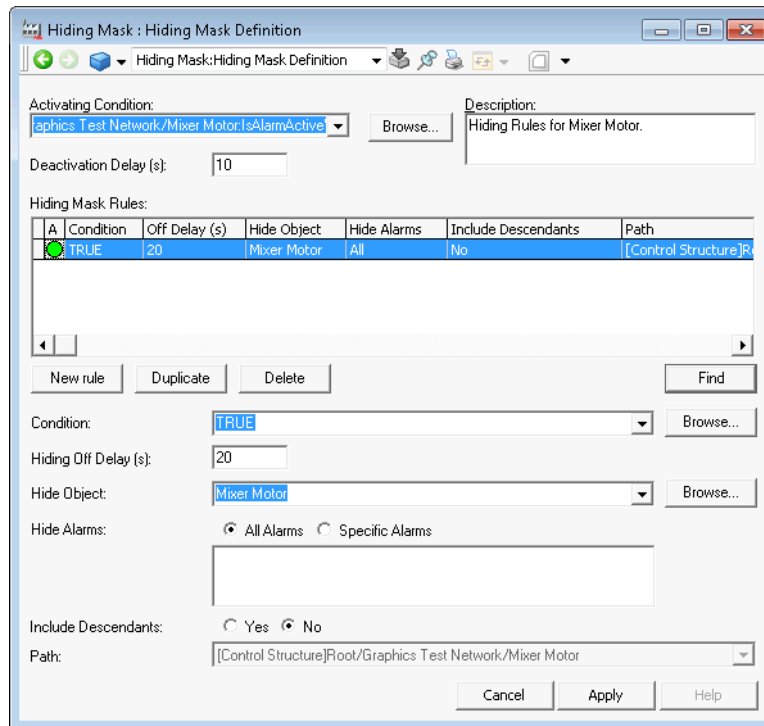 Hiding Mask : Hiding Mask Definition
Hiding Mask:Hiding Mask Definition
Activating Condition:
Description:
raphics Test Network/Mixer Motor:IsAlarmActive
Browse...
Hiding Rules for Mixer Motor.
Deactivation Delay (s):
10
Hiding Mask Rules:
A Condition Off Delay (s) Hide Object Hide Alarms Include Descendants Path
TRUE 20 Mixer Motor All No [Control Structure]R
New rule Duplicate Delete Find
Condition: TRUE Browse...
Hiding Off Delay (s): 20
Hide Object: Mixer Motor Browse...
Hide Alarms: All Alarms Specific Alarms
Include Descendants: Yes No
Path: [Control Structure]Root/Graphics Test Network/Mixer Motor
Cancel Apply Help